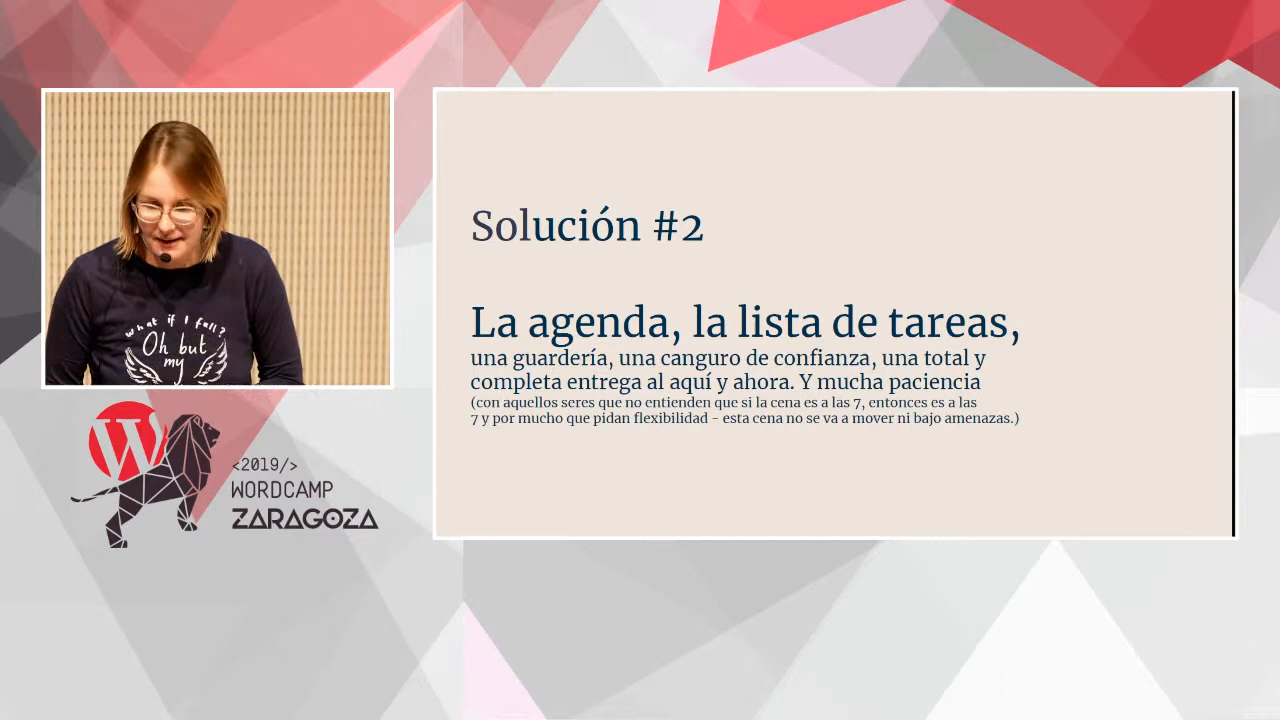 what if I fall?
Oh but
my
<2019/>
WORDCAMP
ZARAGOZA
Solución #2
La agenda, la lista de tareas,
una guardería, una canguro de confianza, una total y
completa entrega al aquí y ahora. Y mucha paciencia
(con aquellos seres que no entienden que si la cena es a las 7, entonces es a las
7 y por mucho que pidan flexibilidad - esta cena no se va a mover ni bajo amenazas.)